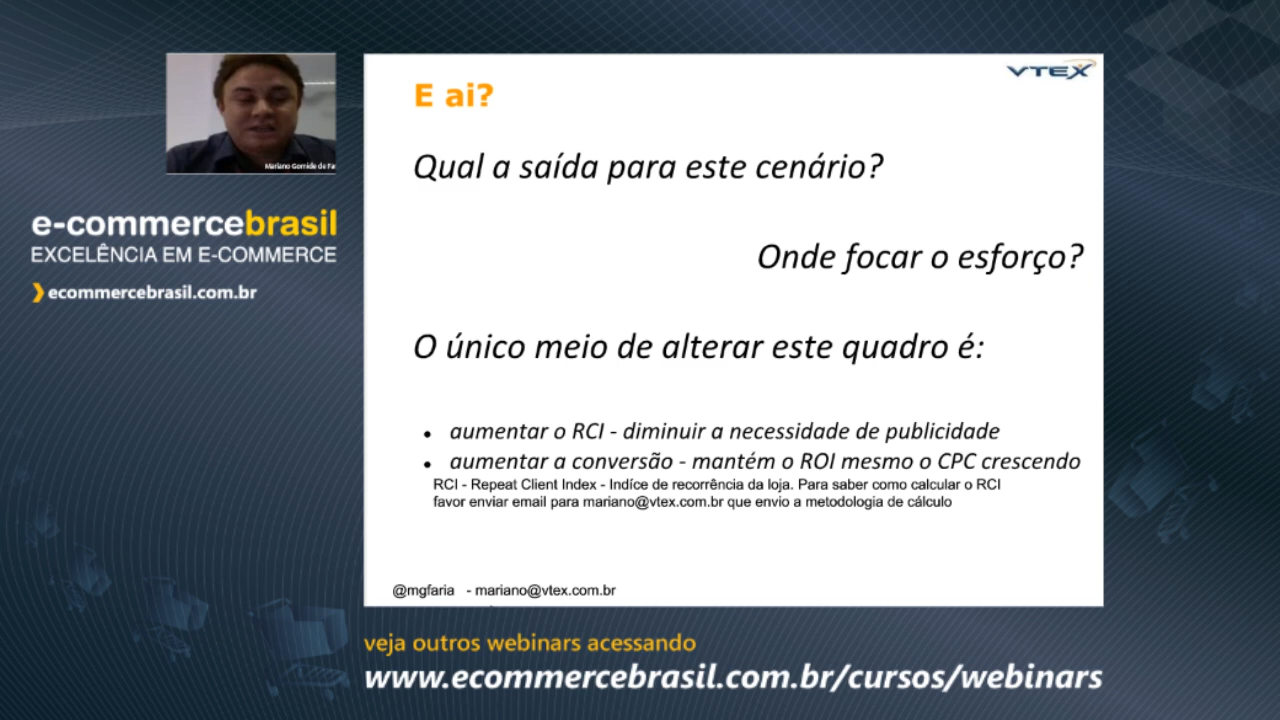 Mariano Gomide de Fa
e-commercebrasil
EXCELÊNCIA EM E-COMMERCE
ecommercebrasil.com.br
VTEX
E ai?
Qual a saída para este cenário?
Onde focar o esforço?
O único meio de alterar este quadro é:
• aumentar o RCI - diminuir a necessidade de publicidade
• aumentar a conversão - mantém o ROI mesmo o CPC crescendo
RCI - Repeat Client Index - Indíce de recorrência da loja. Para saber como calcular o RCI
favor enviar email para mariano@vtex.com.br que envio a metodologia de cálculo
@mgfaria - mariano@vtex.com.br
veja outros webinars acessando
www.ecommercebrasil.com.br/cursos/webinars